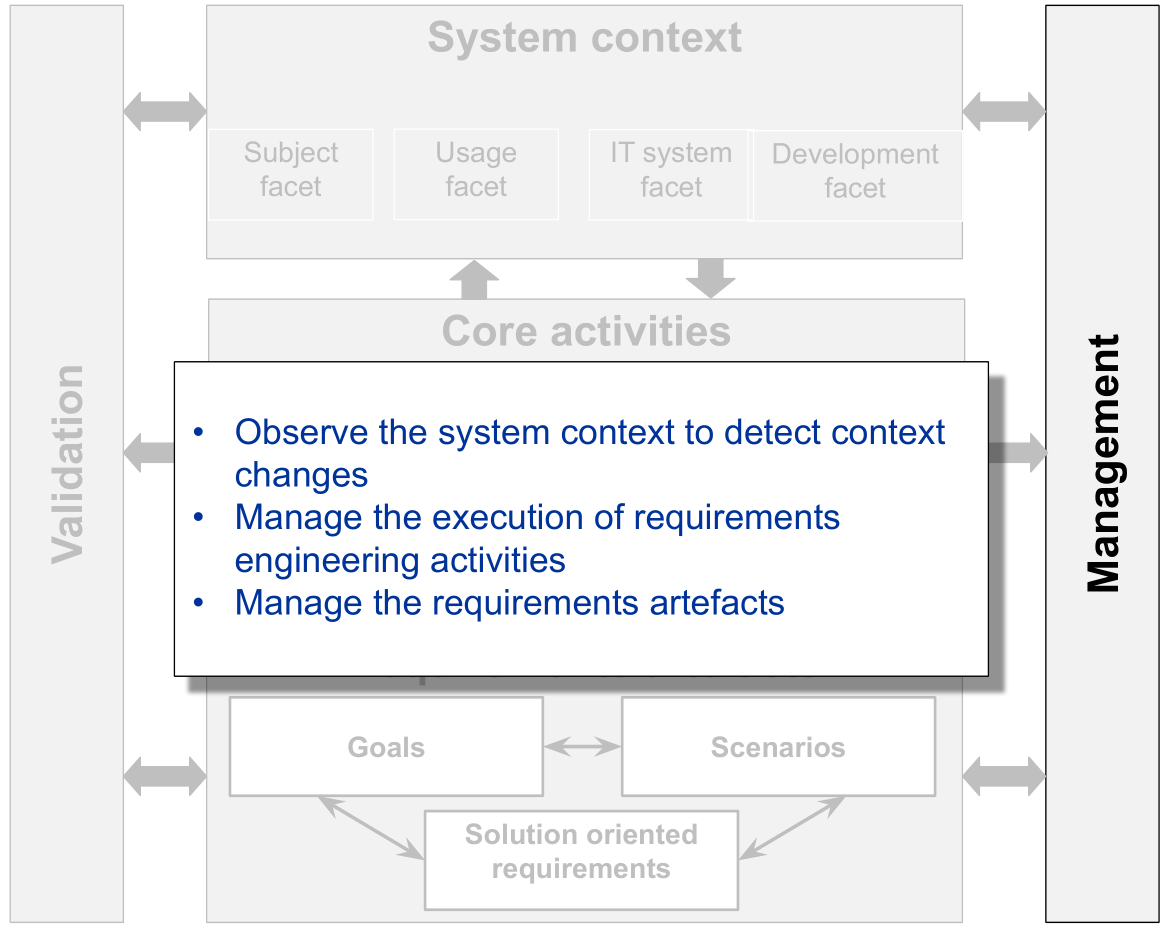 System context
Subject
facet
Usage
facet
IT system
facet
Development
facet
Core activities
Validation
Management
• Observe the system context to detect context
changes
• Manage the execution of requirements
engineering activities
• Manage the requirements artefacts
Goals
Scenarios
Solution oriented
requirements